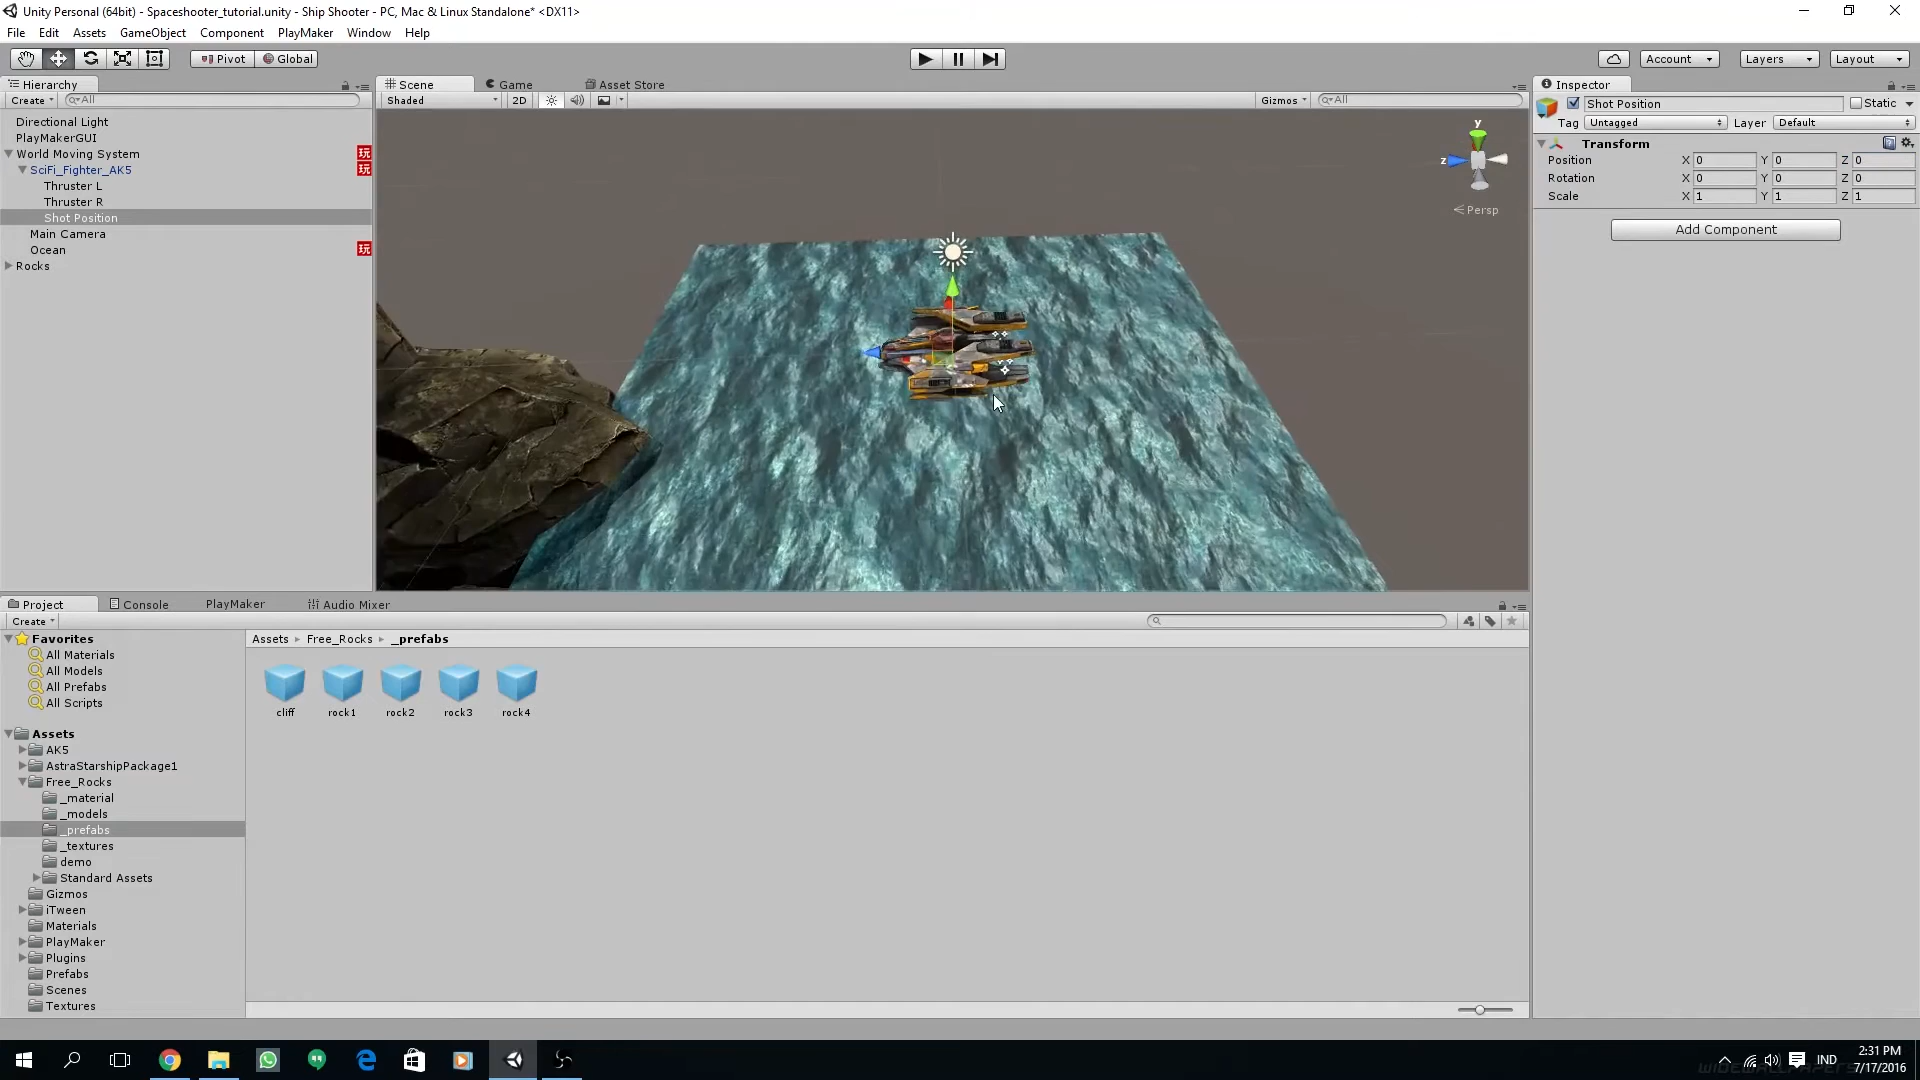 Unity Personal (64bit) - Spaceshooter_tutorial.unity - Ship Shooter - PC, Mac & Linux Standalone* <DX11>
File Edit Assets GameObject Component PlayMaker Window Help
Pivot Global Account Layers Layout
Hierarchy Scene Game Asset Store Inspector
Create All Shaded 2D Gizmos All Shot Position Static
Tag Untagged Layer Default
Directional Light
PlayMakerGUI
World Moving System 玩
SciFi_Fighter_AK5 玩
Thruster L
Thruster R
Shot Position
Main Camera
Ocean 玩
Rocks
y
z
Persp
Transform
Position X 0 Y 0 Z 0
Rotation X 0 Y 0 Z 0
Scale X 1 Y 1 Z 1
Add Component
Project Console PlayMaker Audio Mixer
Create
Favorites
All Materials
All Models
All Prefabs
All Scripts
Assets
AK5
AstraStarshipPackage1
Free_Rocks
_material
_models
_prefabs
_textures
demo
Standard Assets
Gizmos
iTween
Materials
PlayMaker
Plugins
Prefabs
Scenes
Textures
Assets Free_Rocks _prefabs
cliff rock1 rock2 rock3 rock4
IND
2:31 PM
7/17/2016